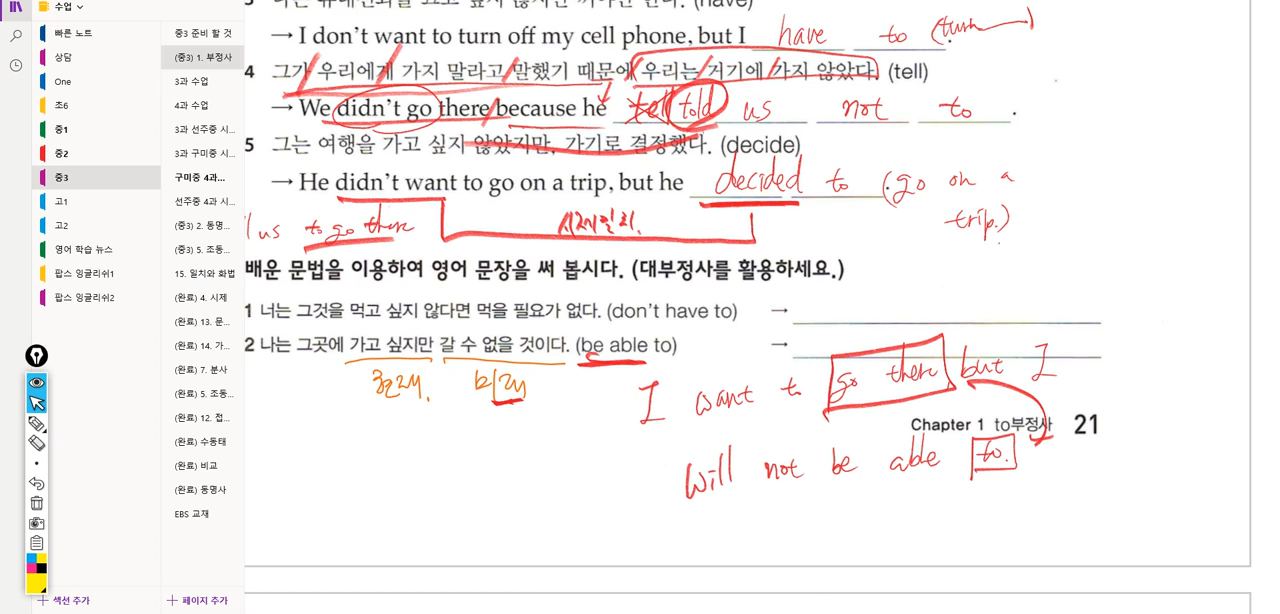 수업
빠른 노트
상담
One
초6
중1
중2
중3
고1
고2
영어 학습 뉴스
팝스 잉글리쉬1
팝스 잉글리쉬2
섹션 추가
중3 준비 할 것
(중3) 1. 부정사
3과 수업
4과 수업
3과 선주중 시...
3과 구미중 시...
구미중 4과...
선주중 4과 시...
(중3) 2. 동명...
(중3) 5. 조동...
15. 일치와 화법
(완료) 4. 시제
(완료) 13. 문...
(완료) 14. 가...
(완료) 7. 분사
(완료) 5. 조동...
(완료) 12. 접...
(완료) 수동태
(완료) 비교
(완료) 동명사
EBS 교재
페이지 추가
→ I don't want to turn off my cell phone, but I have to (turn
4 그가 우리에게 가지 말라고 말했기 때문에 우리는 거기에 가지 않았다. (tell)
→ We didn't go there because he tell told us not to .
5 그는 여행을 가고 싶지 않았지만, 가기로 결정했다. (decide)
→ He didn't want to go on a trip, but he decided to . (go on a
trip.)
us to go there 시제일치.
배운 문법을 이용하여 영어 문장을 써 봅시다. (대부정사를 활용하세요.)
1 너는 그것을 먹고 싶지 않다면 먹을 필요가 없다. (don't have to) →
2 나는 그곳에 가고 싶지만 갈 수 없을 것이다. (be able to) →
현재. 미래
I want to go there but I
Chapter 1 to부정사 21
will not be able to.